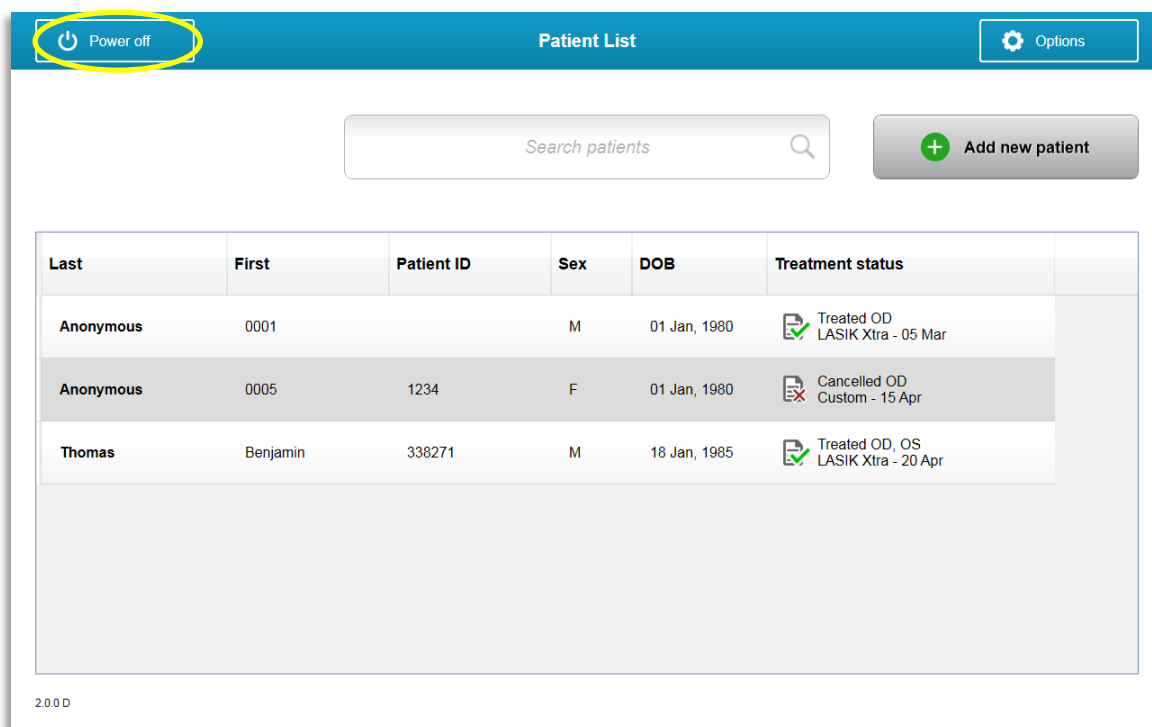 Power off
Patient List
Options
Search patients
Add new patient
Last First Patient ID Sex DOB Treatment status
Anonymous 0001 M 01 Jan, 1980 Treated OD
LASIK Xtra - 05 Mar
Anonymous 0005 1234 F 01 Jan, 1980 Cancelled OD
Custom - 15 Apr
Thomas Benjamin 338271 M 18 Jan, 1985 Treated OD, OS
LASIK Xtra - 20 Apr
2.0.0 D